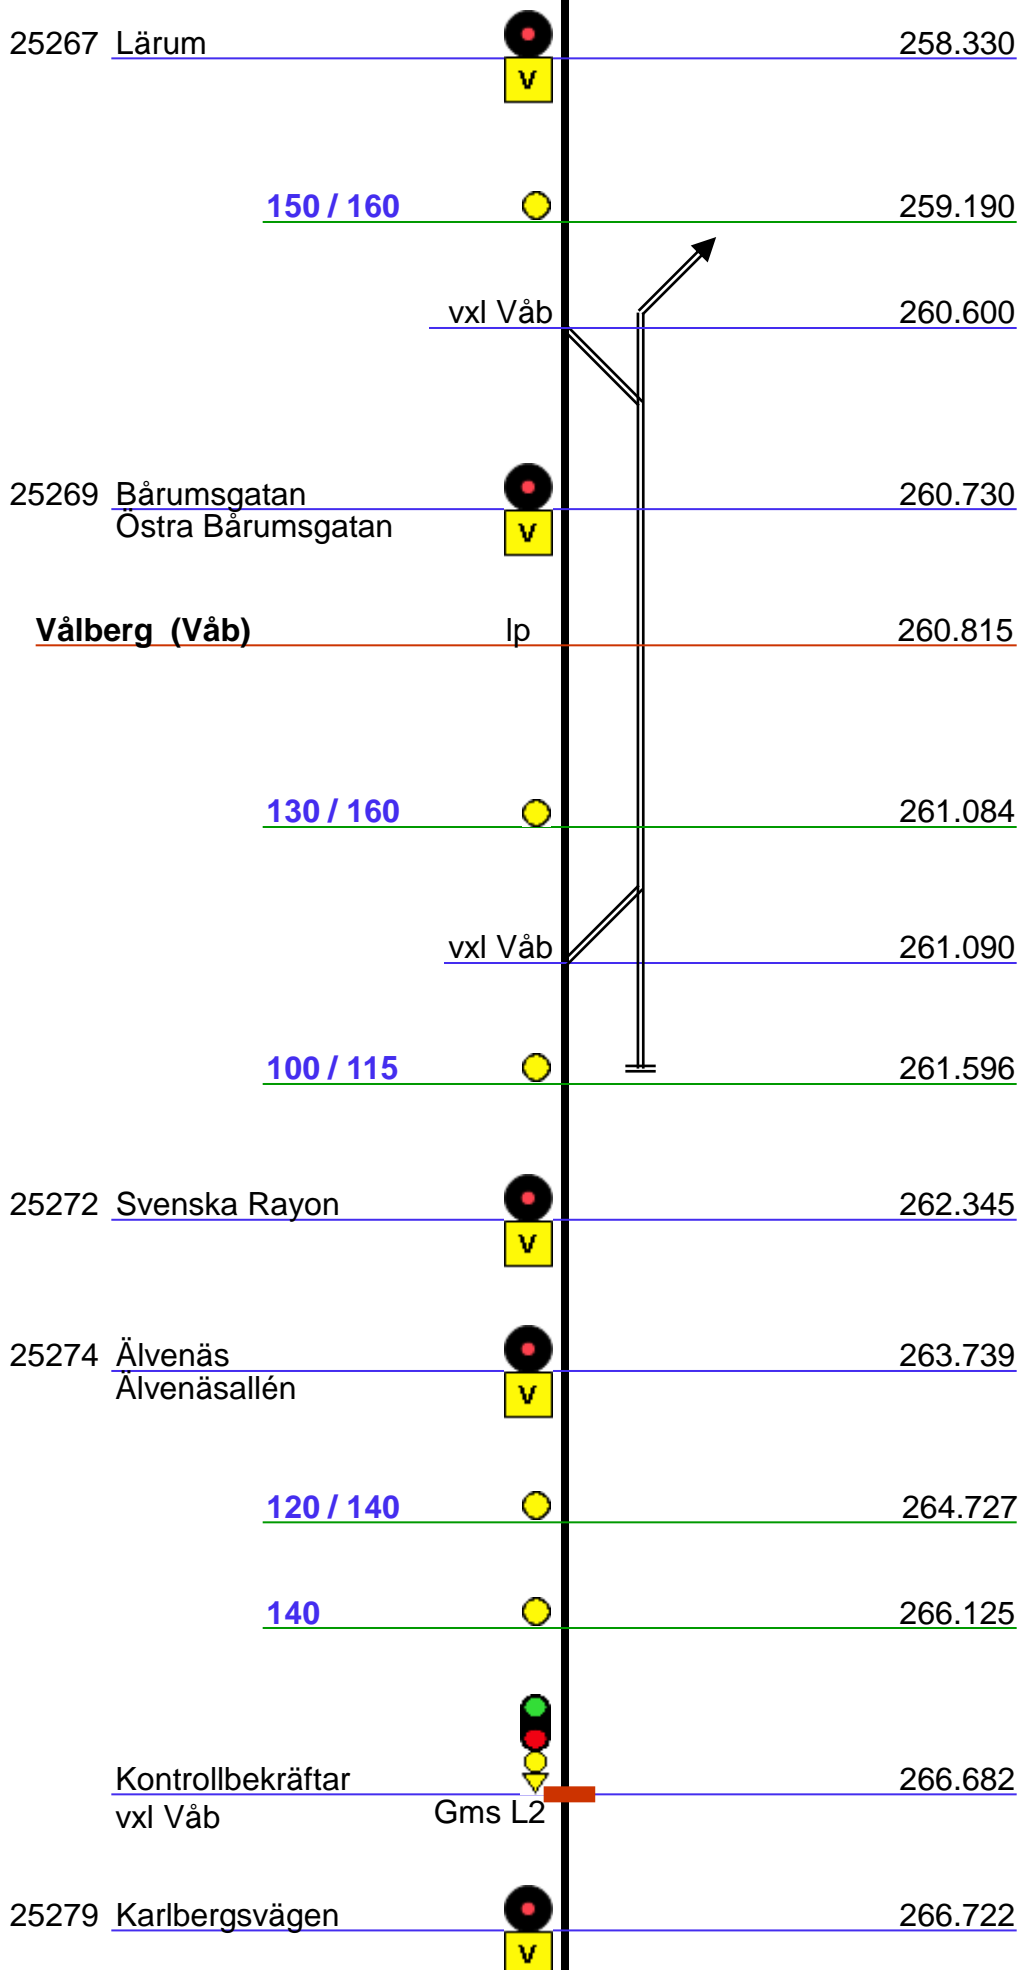 25267 Lärum 258.330
V
150 / 160 259.190
vxl Våb 260.600
25269 Bårumsgatan 260.730
Östra Bårumsgatan
V
Vålberg (Våb) lp 260.815
130 / 160 261.084
vxl Våb 261.090
100 / 115 261.596
25272 Svenska Rayon 262.345
V
25274 Älvenäs 263.739
Älvenäsallén
V
120 / 140 264.727
140 266.125
Kontrollbekräftar 266.682
vxl Våb Gms L2
25279 Karlbergsvägen 266.722
V